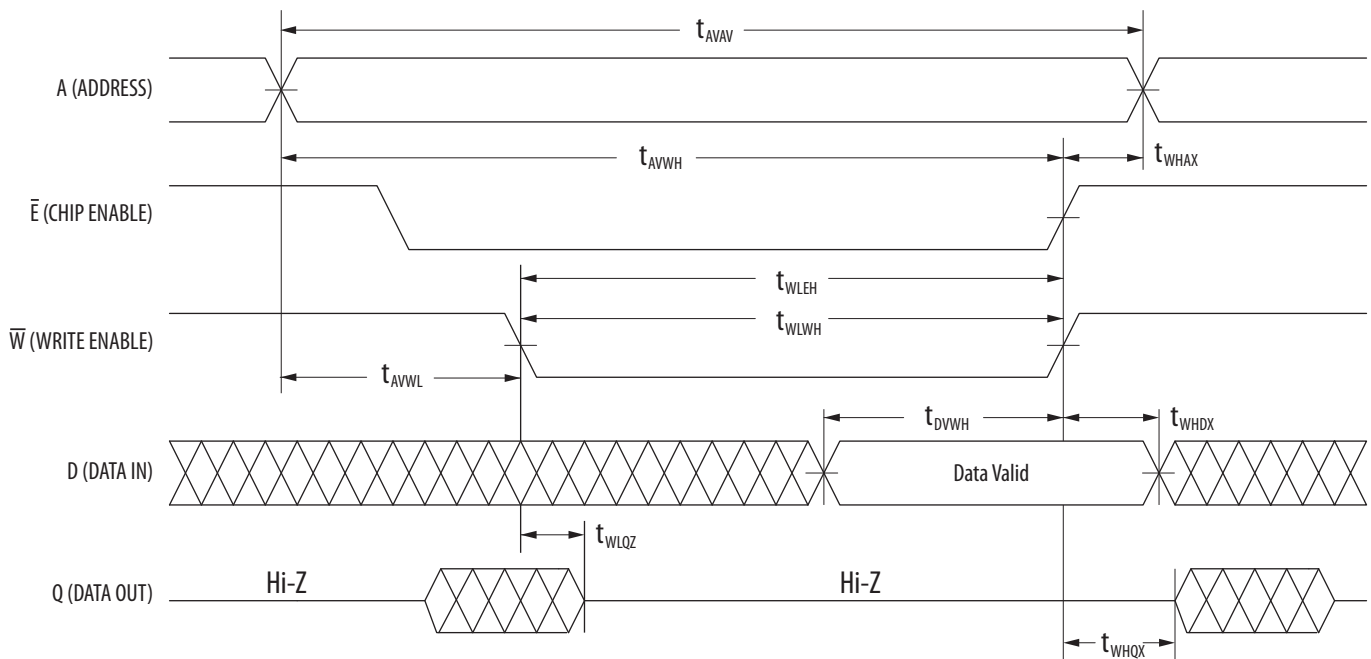 tAVAV
A (ADDRESS)
tAVWH
tWHAX
E̅ (CHIP ENABLE)
tWLEH
tWLWH
W̅ (WRITE ENABLE)
tAVWL
tDVWH
tWHDX
D (DATA IN)
Data Valid
tWLQZ
Hi-Z
Hi-Z
Q (DATA OUT)
tWHQX